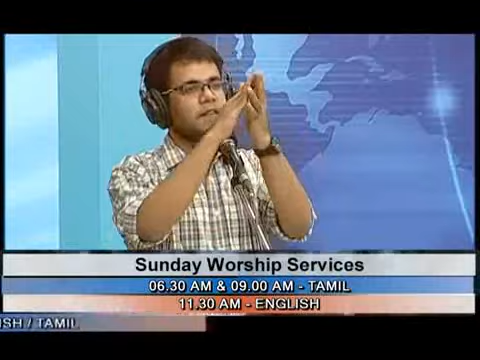 Sunday Worship Services
06.30 AM & 09.00 AM - TAMIL
11.30 AM - ENGLISH
ISH / TAMIL